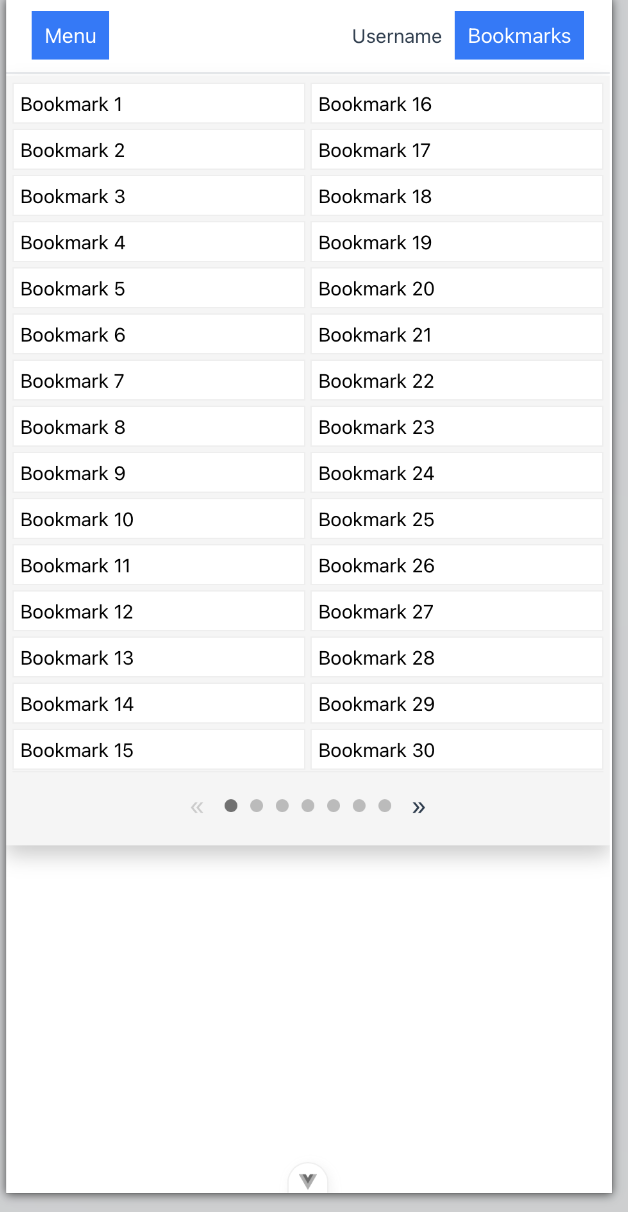 Menu Username Bookmarks
Bookmark 1 Bookmark 16
Bookmark 2 Bookmark 17
Bookmark 3 Bookmark 18
Bookmark 4 Bookmark 19
Bookmark 5 Bookmark 20
Bookmark 6 Bookmark 21
Bookmark 7 Bookmark 22
Bookmark 8 Bookmark 23
Bookmark 9 Bookmark 24
Bookmark 10 Bookmark 25
Bookmark 11 Bookmark 26
Bookmark 12 Bookmark 27
Bookmark 13 Bookmark 28
Bookmark 14 Bookmark 29
Bookmark 15 Bookmark 30
« »